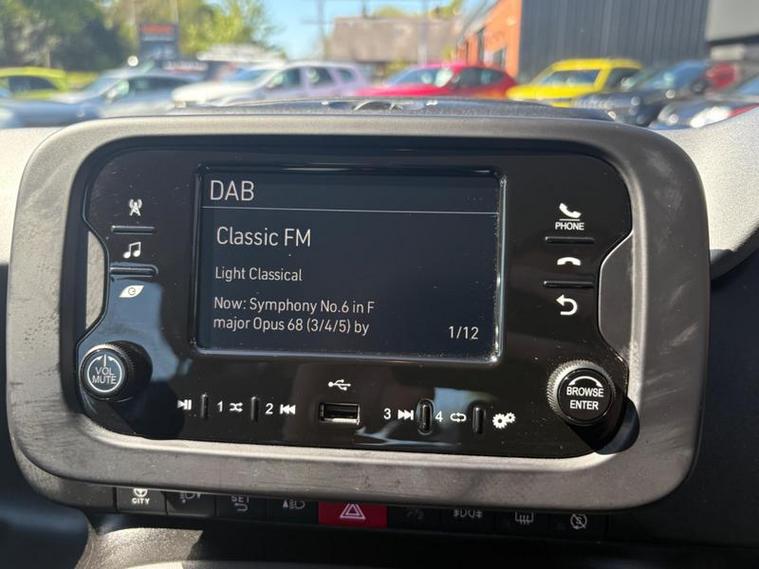 DAB
Classic FM
Light Classical
Now: Symphony No.6 in F
major Opus 68 (3/4/5) by
1/12
PHONE
VOL
MUTE
BROWSE
ENTER
1
2
3
4
CITY
SET